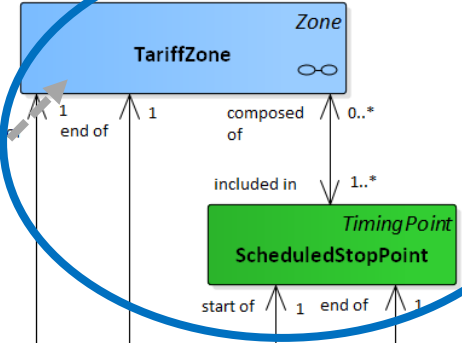 Zone
TariffZone
1
end of
1
composed
of
0..*
included in
1..*
TimingPoint
ScheduledStopPoint
start of
1
end of
1